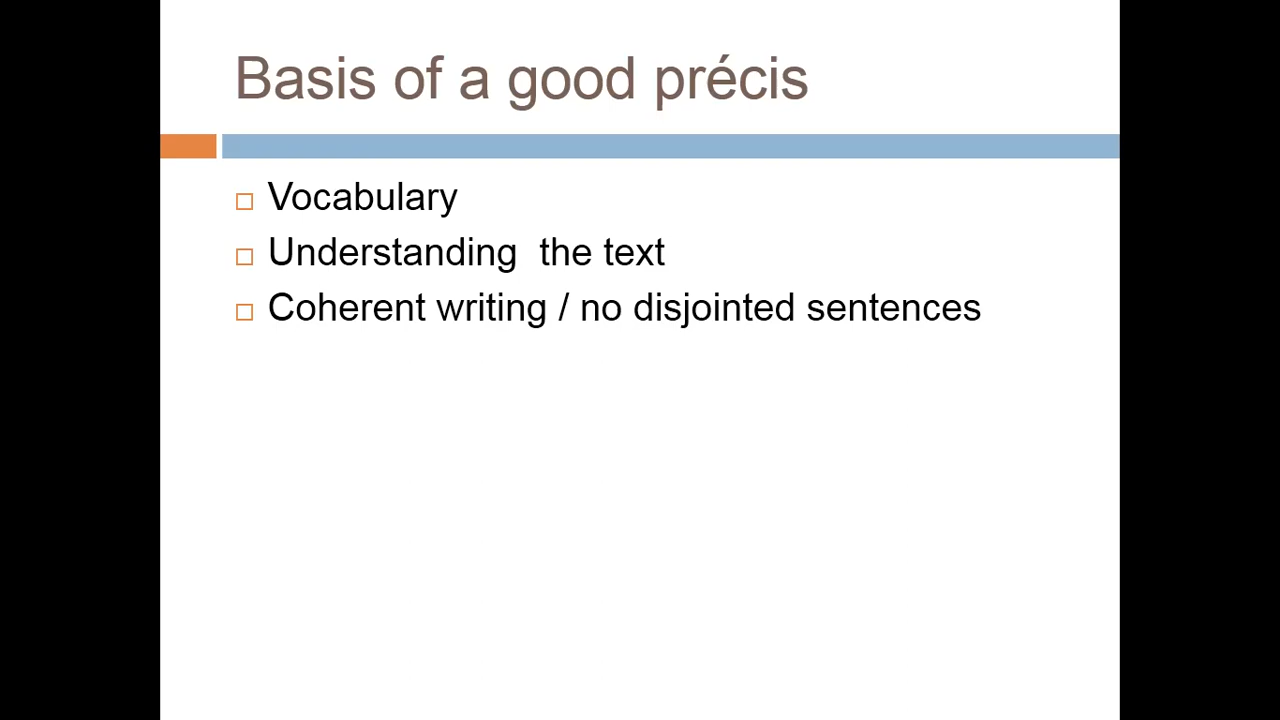 Basis of a good précis
Vocabulary
Understanding  the text
Coherent writing / no disjointed sentences